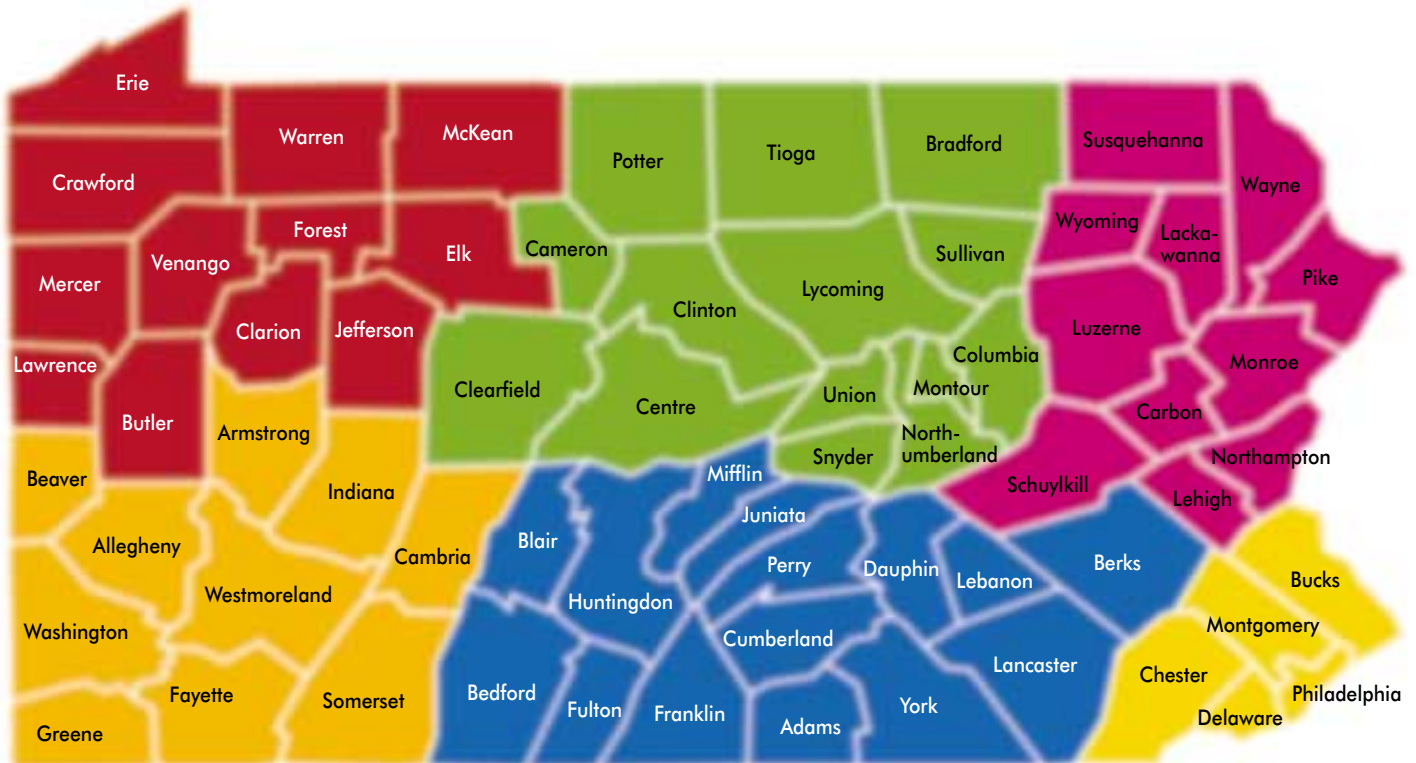 Erie
Warren
McKean
Potter
Tioga
Bradford
Susquehanna
Wayne
Crawford
Forest
Elk
Cameron
Sullivan
Wyoming
Lacka-
wanna
Pike
Mercer
Venango
Clarion
Jefferson
Clinton
Lycoming
Luzerne
Monroe
Lawrence
Butler
Clearfield
Centre
Union
Montour
Columbia
Carbon
Armstrong
Beaver
Indiana
Snyder
North-
umberland
Schuylkill
Northampton
Lehigh
Mifflin
Juniata
Allegheny
Cambria
Blair
Perry
Dauphin
Lebanon
Berks
Bucks
Westmoreland
Huntingdon
Washington
Cumberland
Montgomery
Lancaster
Chester
Fayette
Somerset
Bedford
Fulton
Franklin
Adams
York
Philadelphia
Delaware
Greene